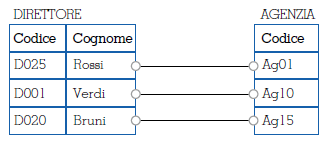 DIRETTORE AGENZIA
Codice Cognome Codice
D025 Rossi Ag01
D001 Verdi Ag10
D020 Bruni Ag15